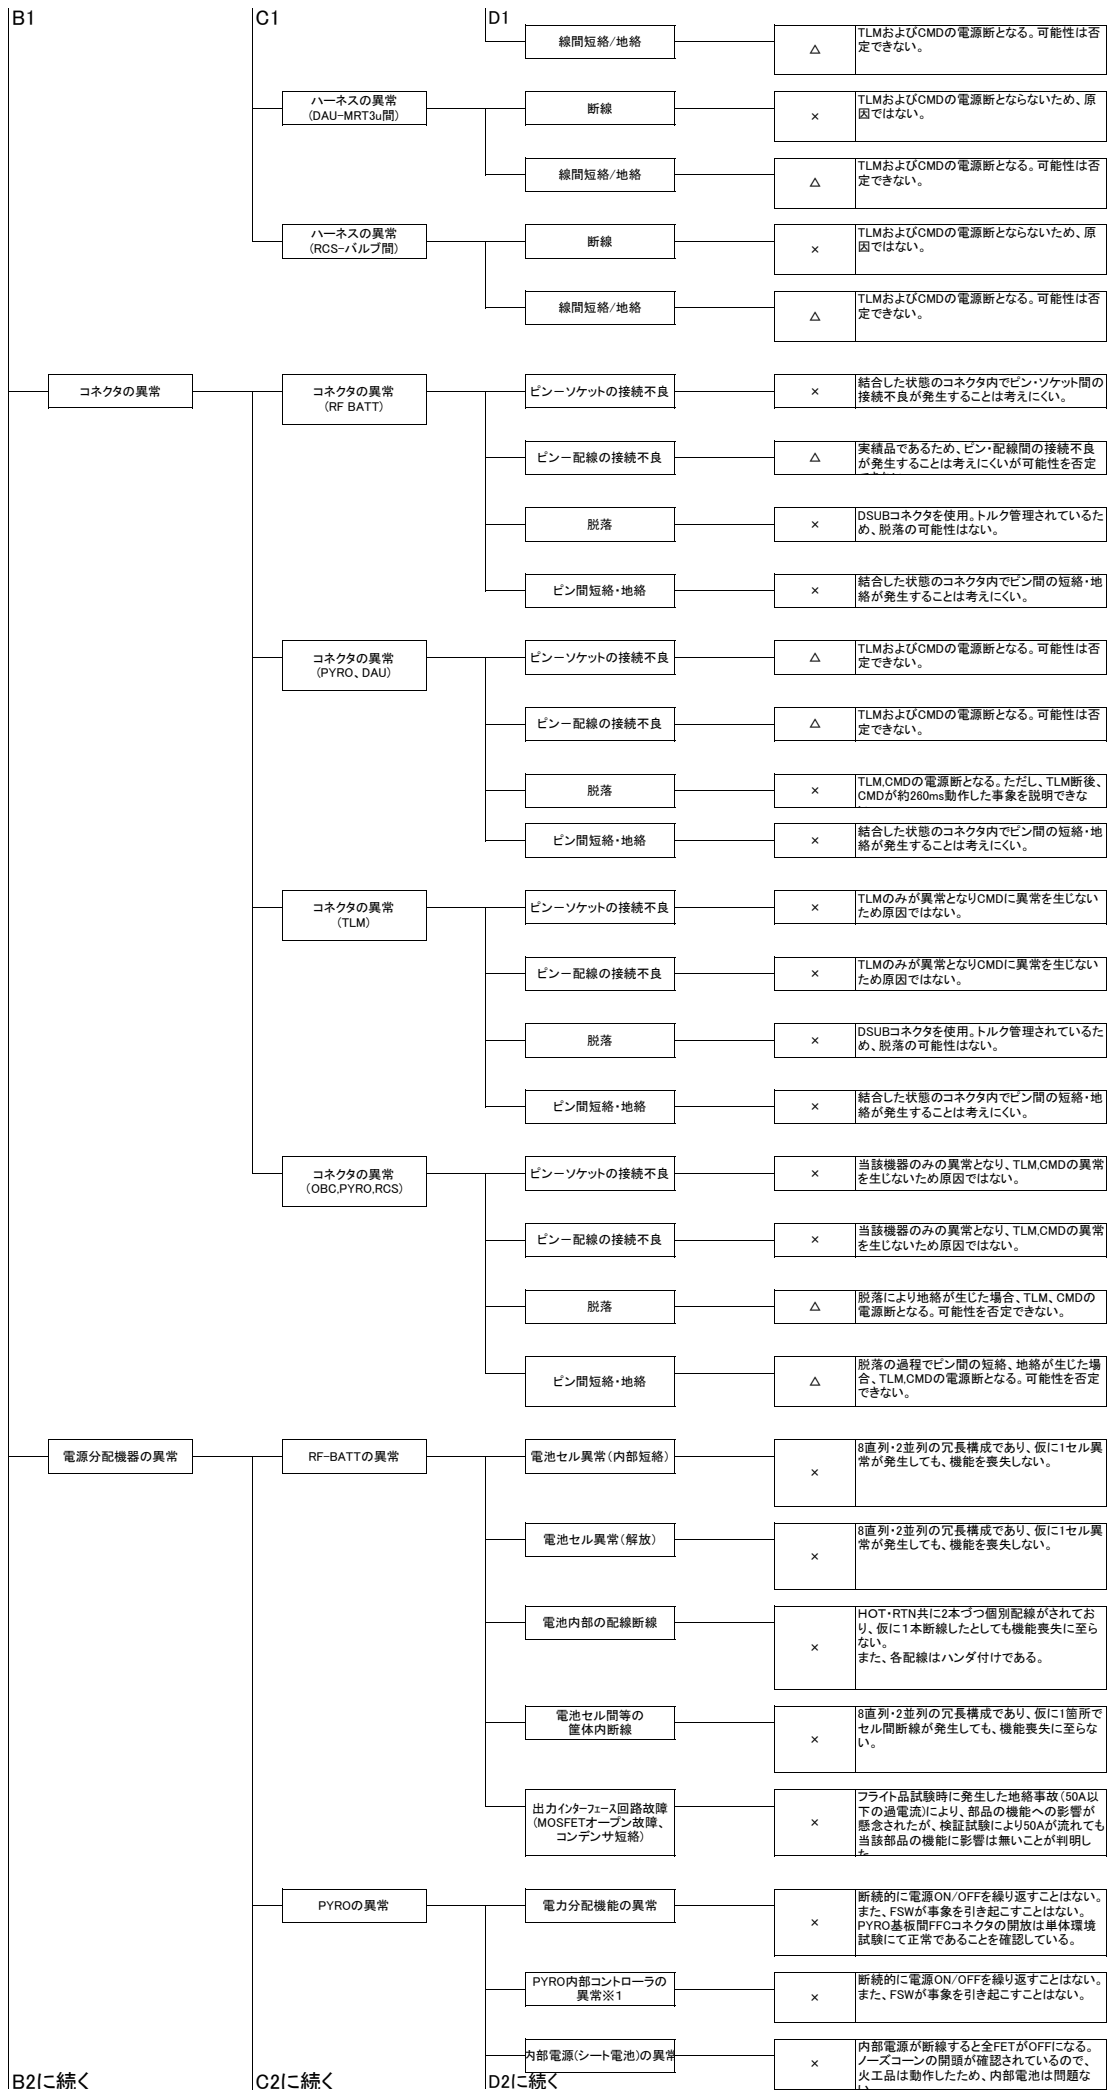 B1
C1
D1
線間短絡/地絡
△
TLMおよびCMDの電源断となる。可能性は否
定できない。
ハーネスの異常
(DAU-MRT3u間)
断線
×
TLMおよびCMDの電源断とならないため、原
因ではない。
線間短絡/地絡
△
TLMおよびCMDの電源断となる。可能性は否
定できない。
ハーネスの異常
(RCS-バルブ間)
断線
×
TLMおよびCMDの電源断とならないため、原
因ではない。
線間短絡/地絡
△
TLMおよびCMDの電源断となる。可能性は否
定できない。
コネクタの異常
コネクタの異常
(RF BATT)
ピンーソケットの接続不良
×
結合した状態のコネクタ内でピン・ソケット間の
接続不良が発生することは考えにくい。
ピンー配線の接続不良
△
実績品であるため、ピン・配線間の接続不良
が発生することは考えにくいが可能性を否定
脱落
×
DSUBコネクタを使用。トルク管理されているた
め、脱落の可能性はない。
ピン間短絡・地絡
×
結合した状態のコネクタ内でピン間の短絡・地
絡が発生することは考えにくい。
コネクタの異常
(PYRO、DAU)
ピンーソケットの接続不良
△
TLMおよびCMDの電源断となる。可能性は否
定できない。
ピンー配線の接続不良
△
TLMおよびCMDの電源断となる。可能性は否
定できない。
脱落
×
TLM,CMDの電源断となる。ただし、TLM断後、
CMDが約260ms動作した事象を説明できな
ピン間短絡・地絡
×
結合した状態のコネクタ内でピン間の短絡・地
絡が発生することは考えにくい。
コネクタの異常
(TLM)
ピンーソケットの接続不良
×
TLMのみが異常となりCMDに異常を生じない
ため原因ではない。
ピンー配線の接続不良
×
TLMのみが異常となりCMDに異常を生じない
ため原因ではない。
脱落
×
DSUBコネクタを使用。トルク管理されているた
め、脱落の可能性はない。
ピン間短絡・地絡
×
結合した状態のコネクタ内でピン間の短絡・地
絡が発生することは考えにくい。
コネクタの異常
(OBC,PYRO,RCS)
ピンーソケットの接続不良
×
当該機器のみの異常となり、TLM,CMDの異常
を生じないため原因ではない。
ピンー配線の接続不良
×
当該機器のみの異常となり、TLM,CMDの異常
を生じないため原因ではない。
脱落
△
脱落により地絡が生じた場合、TLM、CMDの
電源断となる。可能性を否定できない。
ピン間短絡・地絡
△
脱落の過程でピン間の短絡、地絡が生じた場
合、TLM,CMDの電源断となる。可能性を否定
できない。
電源分配機器の異常
RF-BATTの異常
電池セル異常(内部短絡)
×
8直列・2並列の冗長構成であり、仮に1セル異
常が発生しても、機能を喪失しない。
電池セル異常(解放)
×
8直列・2並列の冗長構成であり、仮に1セル異
常が発生しても、機能を喪失しない。
電池内部の配線断線
×
HOT・RTN共に2本づつ個別配線がされてお
り、仮に1本断線したとしても機能喪失に至ら
ない。
また、各配線はハンダ付けである。
電池セル間等の
筐体内断線
×
8直列・2並列の冗長構成であり、仮に1箇所で
セル間断線が発生しても、機能喪失に至らな
い。
出力インターフェース回路故障
(MOSFETオープン故障、
コンデンサ短絡)
×
フライト品試験時に発生した地絡事故(50A以
下の過電流)により、部品の機能への影響が
懸念されたが、検証試験により50Aが流れても
当該部品の機能に影響は無いことが判明し
PYROの異常
電力分配機能の異常
×
断続的に電源ON/OFFを繰り返すことはない。
また、FSWが事象を引き起こすことはない。
PYRO基板間FFCコネクタの開放は単体環境
試験にて正常であることを確認している。
PYRO内部コントローラの
異常※1
×
断続的に電源ON/OFFを繰り返すことはない。
また、FSWが事象を引き起こすことはない。
内部電源(シート電池)の異常
×
内部電源が断線すると全FETがOFFになる。
ノーズコーンの開頭が確認されているので、
火工品は動作したため、内部電池は問題な
B2に続く
C2に続く
D2に続く